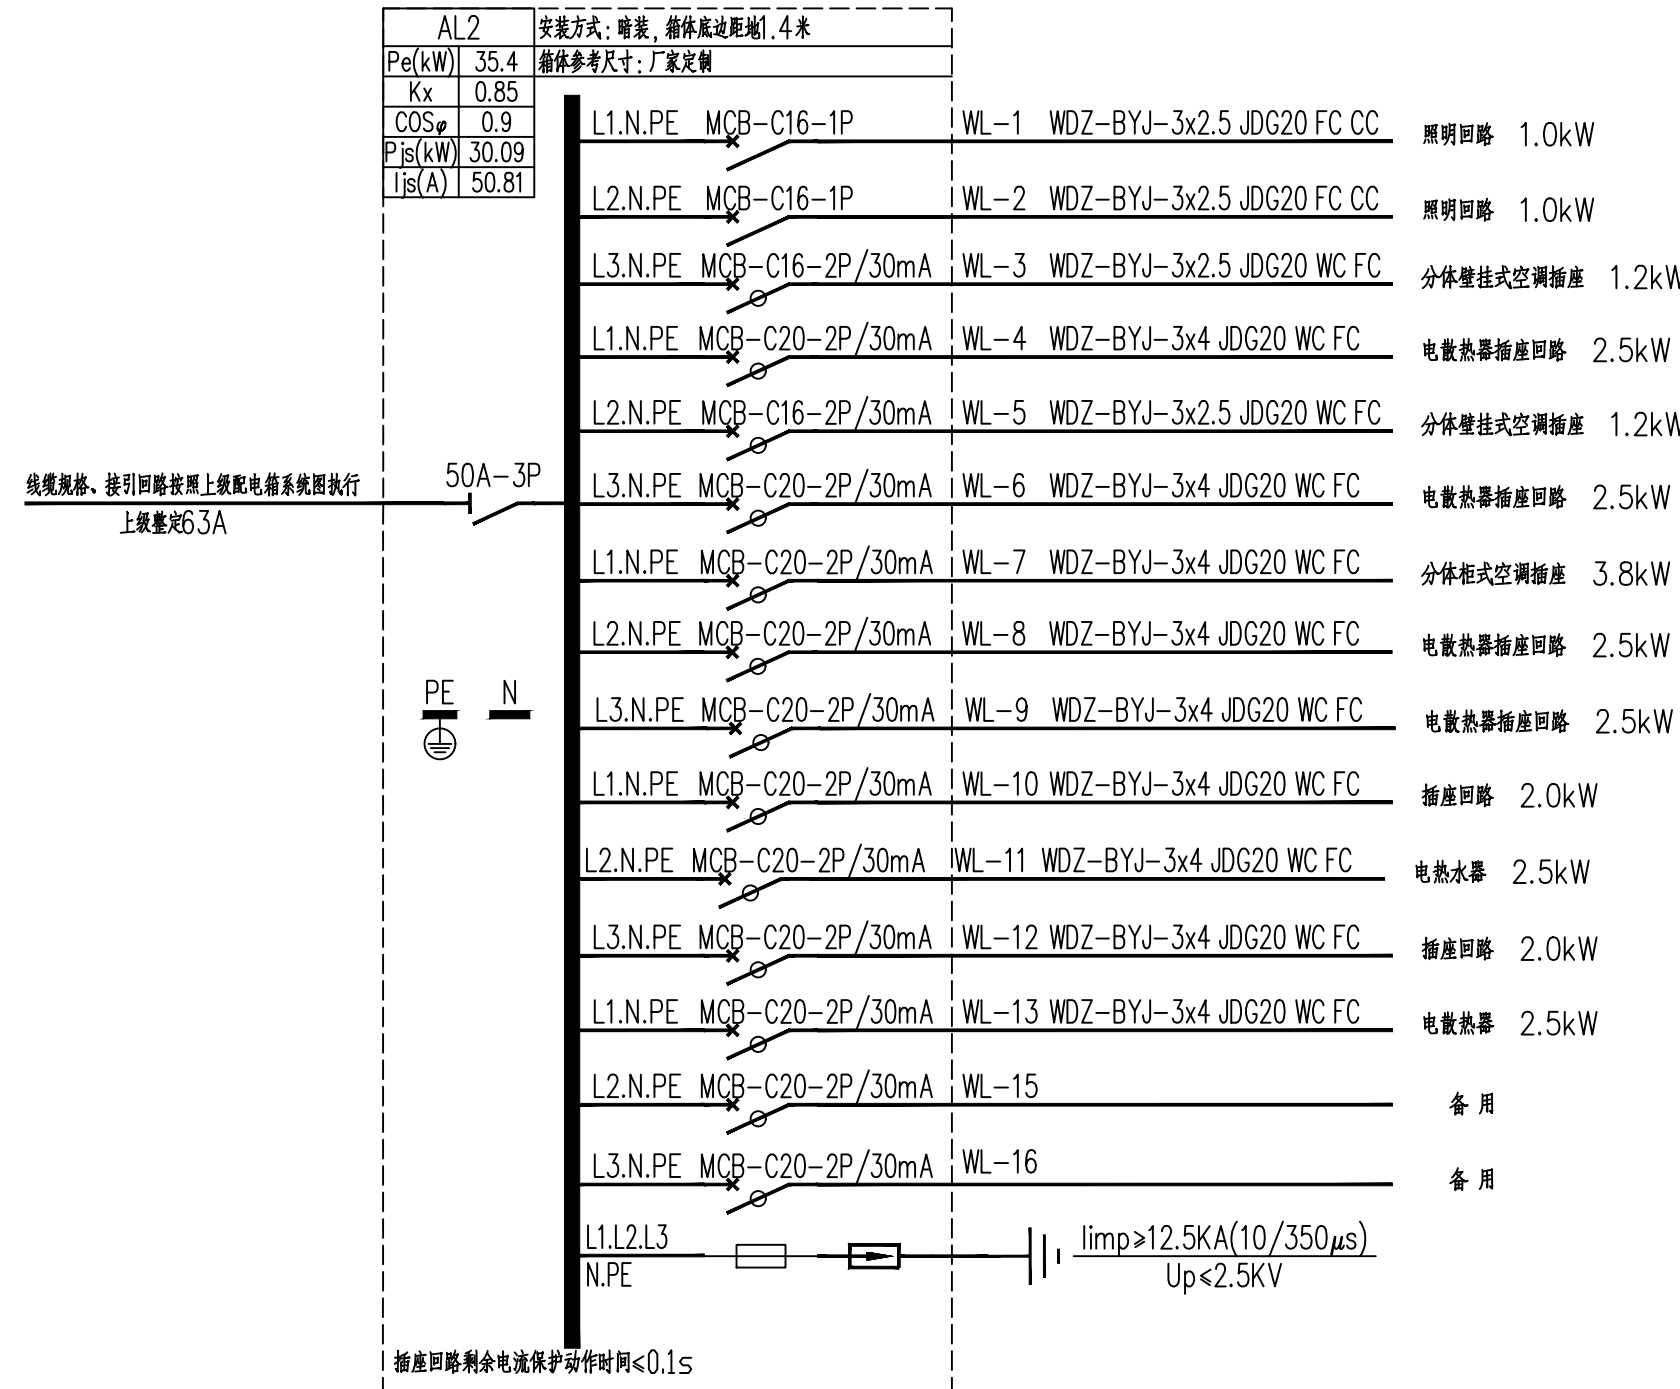 AL2 安装方式:暗装,箱体底边距地1.4米
Pe(kW) 35.4 箱体参考尺寸:厂家定制
Kx 0.85
COSφ 0.9
Pjs(kW) 30.09
Ijs(A) 50.81
L1.N.PE MCB-C16-1P WL-1 WDZ-BYJ-3x2.5 JDG20 FC CC 照明回路 1.0kW
L2.N.PE MCB-C16-1P WL-2 WDZ-BYJ-3x2.5 JDG20 FC CC 照明回路 1.0kW
L3.N.PE MCB-C16-2P/30mA WL-3 WDZ-BYJ-3x2.5 JDG20 WC FC 分体壁挂式空调插座 1.2kW
L1.N.PE MCB-C20-2P/30mA WL-4 WDZ-BYJ-3x4 JDG20 WC FC 电散热器插座回路 2.5kW
L2.N.PE MCB-C16-2P/30mA WL-5 WDZ-BYJ-3x2.5 JDG20 WC FC 分体壁挂式空调插座 1.2kW
线缆规格、接引回路按照上级配电箱系统图执行
上级整定63A
50A-3P
L3.N.PE MCB-C20-2P/30mA WL-6 WDZ-BYJ-3x4 JDG20 WC FC 电散热器插座回路 2.5kW
L1.N.PE MCB-C20-2P/30mA WL-7 WDZ-BYJ-3x4 JDG20 WC FC 分体柜式空调插座 3.8kW
L2.N.PE MCB-C20-2P/30mA WL-8 WDZ-BYJ-3x4 JDG20 WC FC 电散热器插座回路 2.5kW
PE N
L3.N.PE MCB-C20-2P/30mA WL-9 WDZ-BYJ-3x4 JDG20 WC FC 电散热器插座回路 2.5kW
L1.N.PE MCB-C20-2P/30mA WL-10 WDZ-BYJ-3x4 JDG20 WC FC 插座回路 2.0kW
L2.N.PE MCB-C20-2P/30mA WL-11 WDZ-BYJ-3x4 JDG20 WC FC 电热水器 2.5kW
L3.N.PE MCB-C20-2P/30mA WL-12 WDZ-BYJ-3x4 JDG20 WC FC 插座回路 2.0kW
L1.N.PE MCB-C20-2P/30mA WL-13 WDZ-BYJ-3x4 JDG20 WC FC 电散热器 2.5kW
L2.N.PE MCB-C20-2P/30mA WL-15 备用
L3.N.PE MCB-C20-2P/30mA WL-16 备用
L1.L2.L3
N.PE
Iimp≥12.5KA(10/350μs)
Up≤2.5KV
插座回路剩余电流保护动作时间≤0.1s